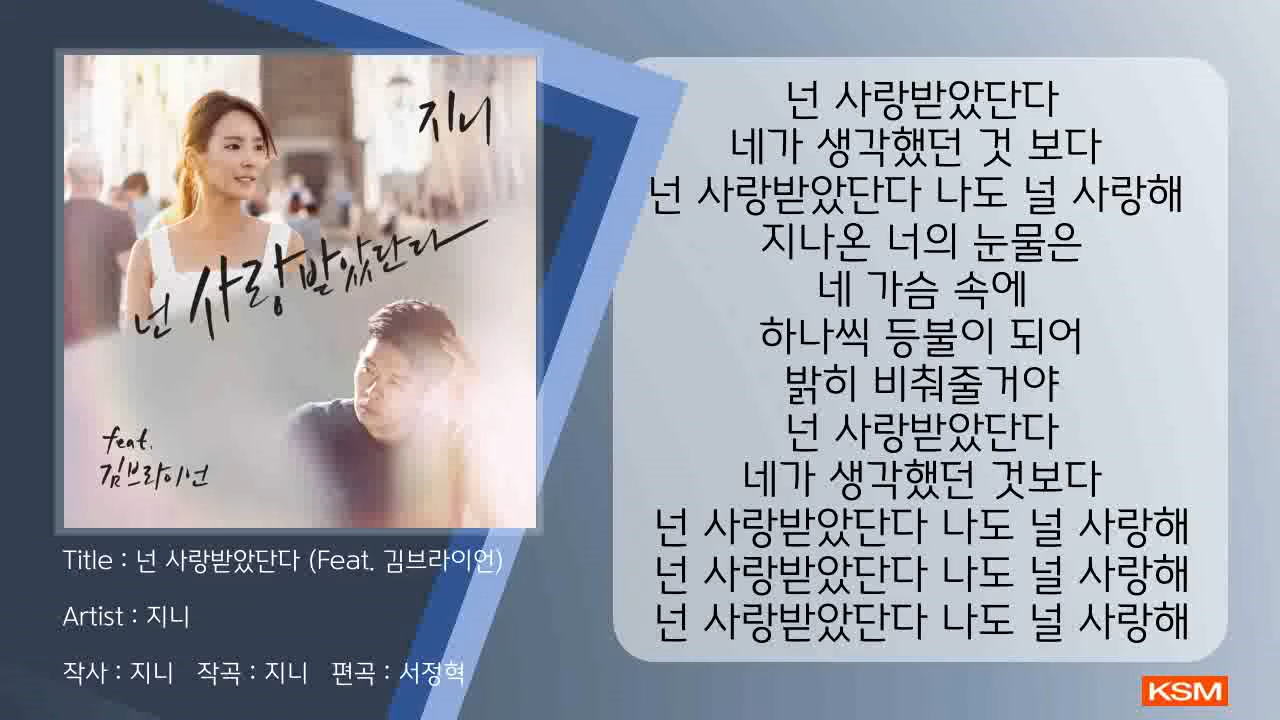 지니
넌 사랑받았단다
feat.
김브라이언
Title : 넌 사랑받았단다 (Feat. 김브라이언)
Artist : 지니
작사 : 지니 작곡 : 지니 편곡 : 서정혁
넌 사랑받았단다
네가 생각했던 것 보다
넌 사랑받았단다 나도 널 사랑해
지나온 너의 눈물은
네 가슴 속에
하나씩 등불이 되어
밝히 비춰줄거야
넌 사랑받았단다
네가 생각했던 것보다
넌 사랑받았단다 나도 널 사랑해
넌 사랑받았단다 나도 널 사랑해
넌 사랑받았단다 나도 널 사랑해
KSM